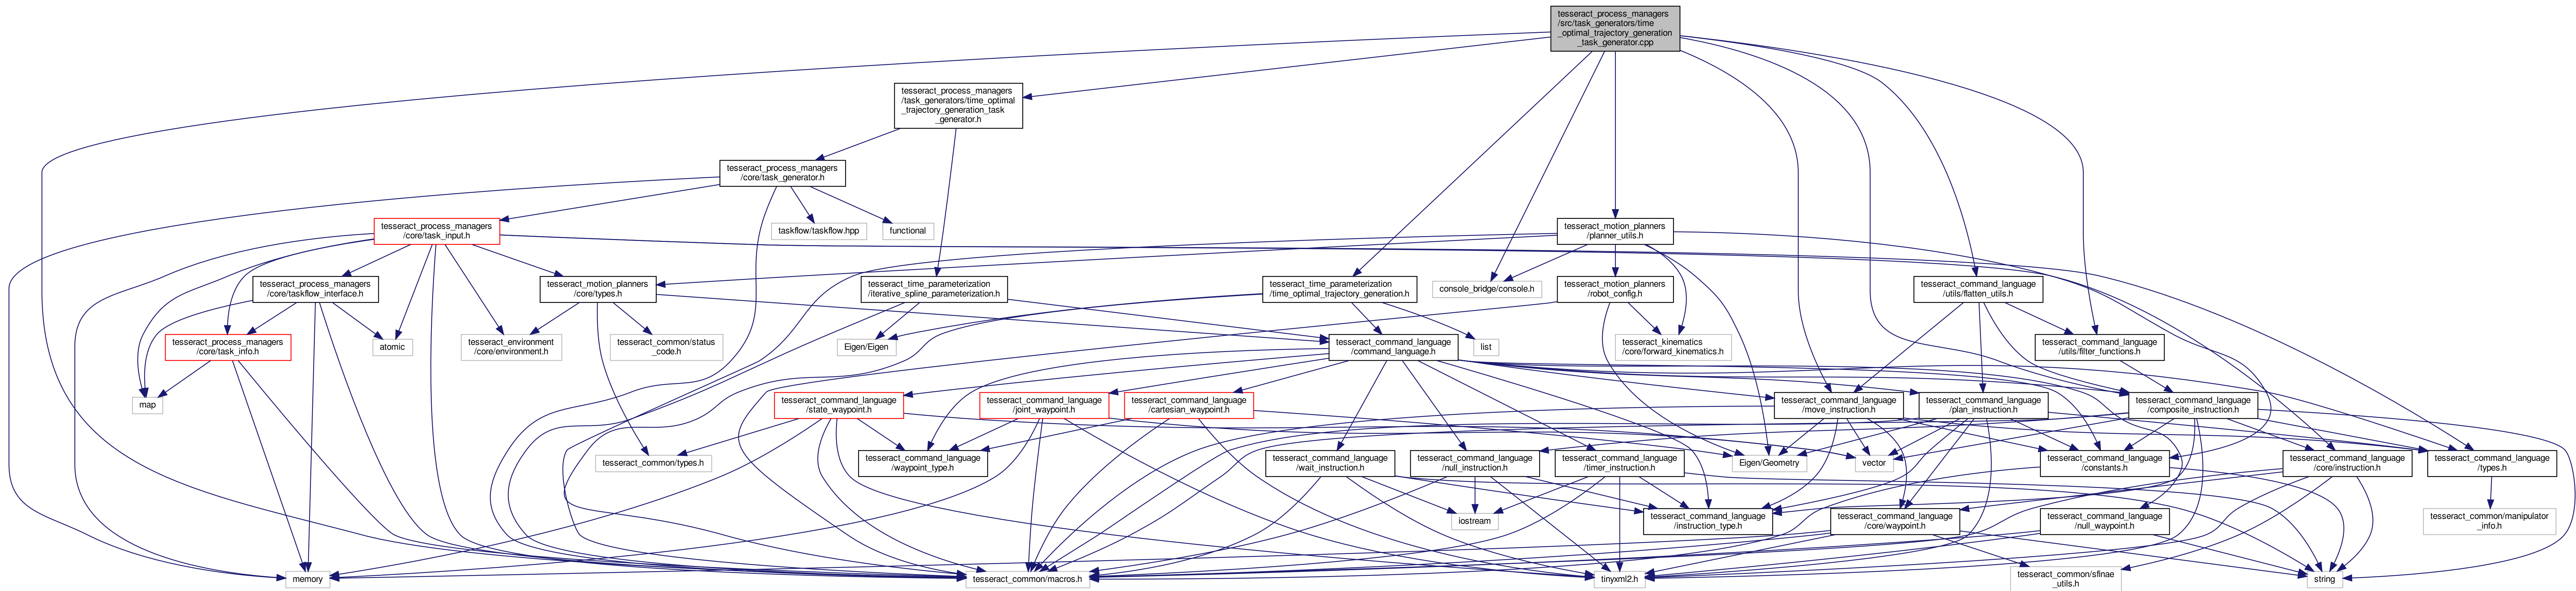 tesseract_process_managers
/src/task_generators/time
_optimal_trajectory_generation
_task_generator.cpp
tesseract_process_managers
/task_generators/time_optimal
_trajectory_generation_task
_generator.h
tesseract_process_managers
/core/task_generator.h
tesseract_process_managers
/core/task_input.h
taskflow/taskflow.hpp
functional
tesseract_motion_planners
/planner_utils.h
tesseract_process_managers
/core/taskflow_interface.h
tesseract_motion_planners
/core/types.h
tesseract_time_parameterization
/iterative_spline_parameterization.h
tesseract_time_parameterization
/time_optimal_trajectory_generation.h
console_bridge/console.h
tesseract_motion_planners
/robot_config.h
tesseract_command_language
/utils/flatten_utils.h
tesseract_process_managers
/core/task_info.h
atomic
tesseract_environment
/core/environment.h
tesseract_common/status
_code.h
Eigen/Eigen
tesseract_command_language
/command_language.h
list
tesseract_kinematics
/core/forward_kinematics.h
tesseract_command_language
/utils/filter_functions.h
map
tesseract_command_language
/state_waypoint.h
tesseract_command_language
/joint_waypoint.h
tesseract_command_language
/cartesian_waypoint.h
tesseract_command_language
/move_instruction.h
tesseract_command_language
/plan_instruction.h
tesseract_command_language
/composite_instruction.h
tesseract_common/types.h
tesseract_command_language
/waypoint_type.h
tesseract_command_language
/wait_instruction.h
tesseract_command_language
/null_instruction.h
tesseract_command_language
/timer_instruction.h
Eigen/Geometry
vector
tesseract_command_language
/constants.h
tesseract_command_language
/core/instruction.h
tesseract_command_language
/types.h
iostream
tesseract_command_language
/instruction_type.h
tesseract_command_language
/core/waypoint.h
tesseract_command_language
/null_waypoint.h
tesseract_common/manipulator
_info.h
memory
tesseract_common/macros.h
tinyxml2.h
tesseract_common/sfinae
_utils.h
string